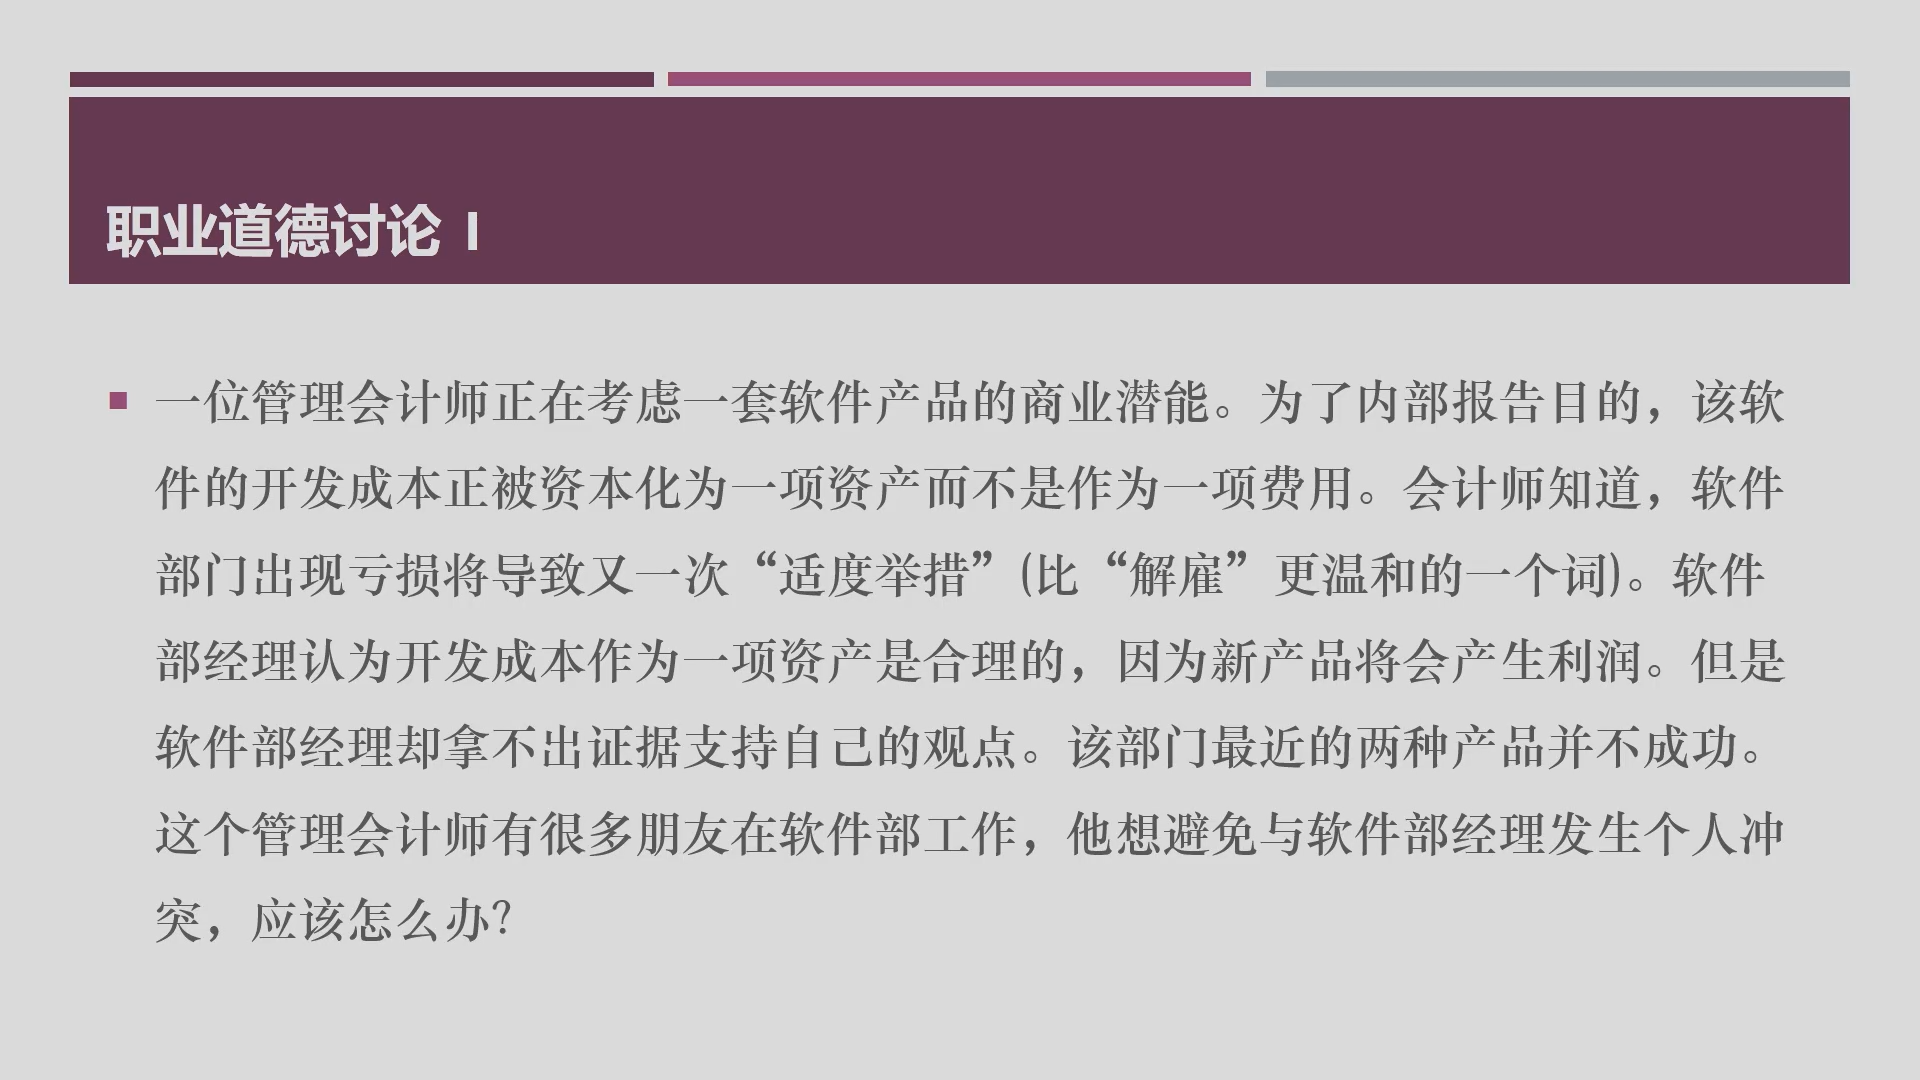 职业道德讨论 I
一位管理会计师正在考虑一套软件产品的商业潜能。为了内部报告目的，该软
件的开发成本正被资本化为一项资产而不是作为一项费用。会计师知道，软件
部门出现亏损将导致又一次“适度举措”(比“解雇”更温和的一个词)。软件
部经理认为开发成本作为一项资产是合理的，因为新产品将会产生利润。但是
软件部经理却拿不出证据支持自己的观点。该部门最近的两种产品并不成功。
这个管理会计师有很多朋友在软件部工作，他想避免与软件部经理发生个人冲
突，应该怎么办?